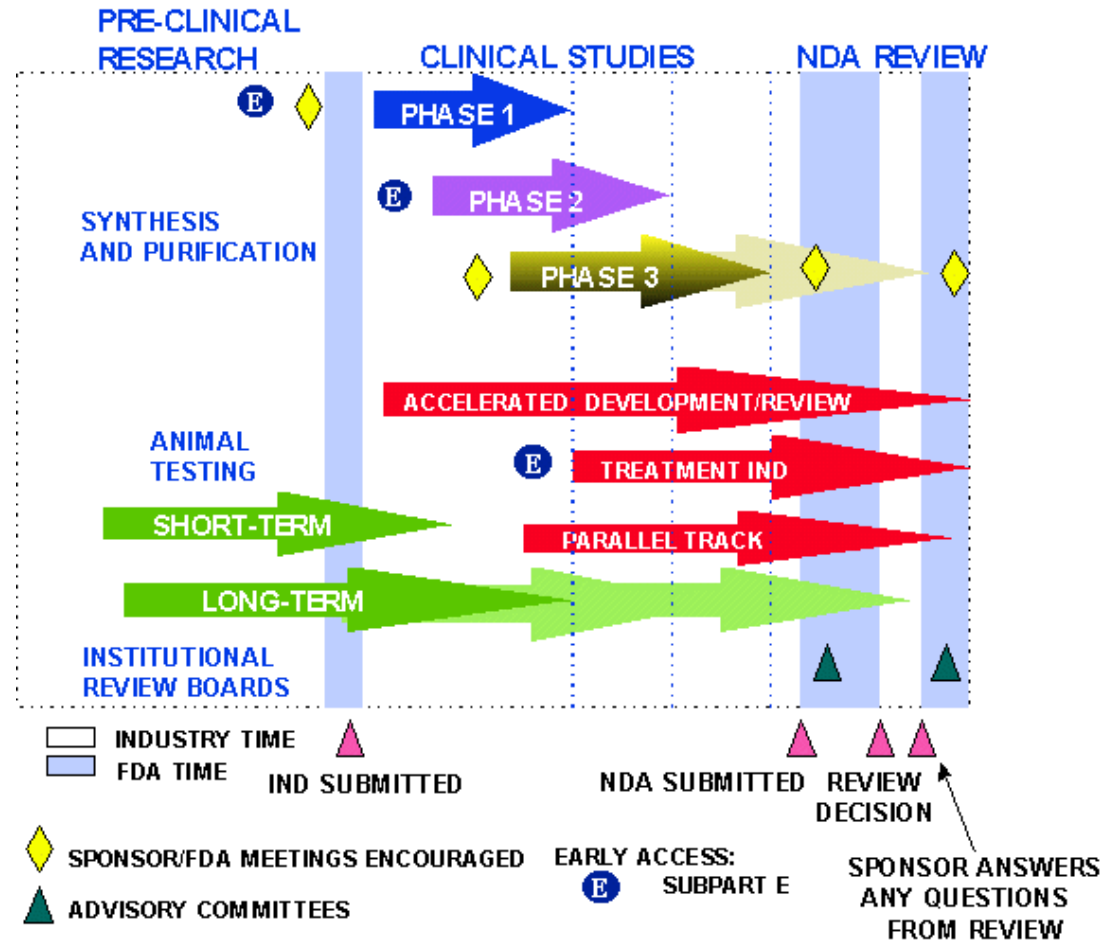 PRE-CLINICAL
RESEARCH
CLINICAL STUDIES
NDA REVIEW
E
PHASE 1
E
PHASE 2
SYNTHESIS
AND PURIFICATION
PHASE 3
ACCELERATED DEVELOPMENT/REVIEW
ANIMAL
TESTING
E
TREATMENT IND
SHORT-TERM
PARALLEL TRACK
LONG-TERM
INSTITUTIONAL
REVIEW BOARDS
INDUSTRY TIME
FDA TIME
IND SUBMITTED
NDA SUBMITTED
REVIEW
DECISION
SPONSOR/FDA MEETINGS ENCOURAGED
ADVISORY COMMITTEES
EARLY ACCESS:
E SUBPART E
SPONSOR ANSWERS
ANY QUESTIONS
FROM REVIEW